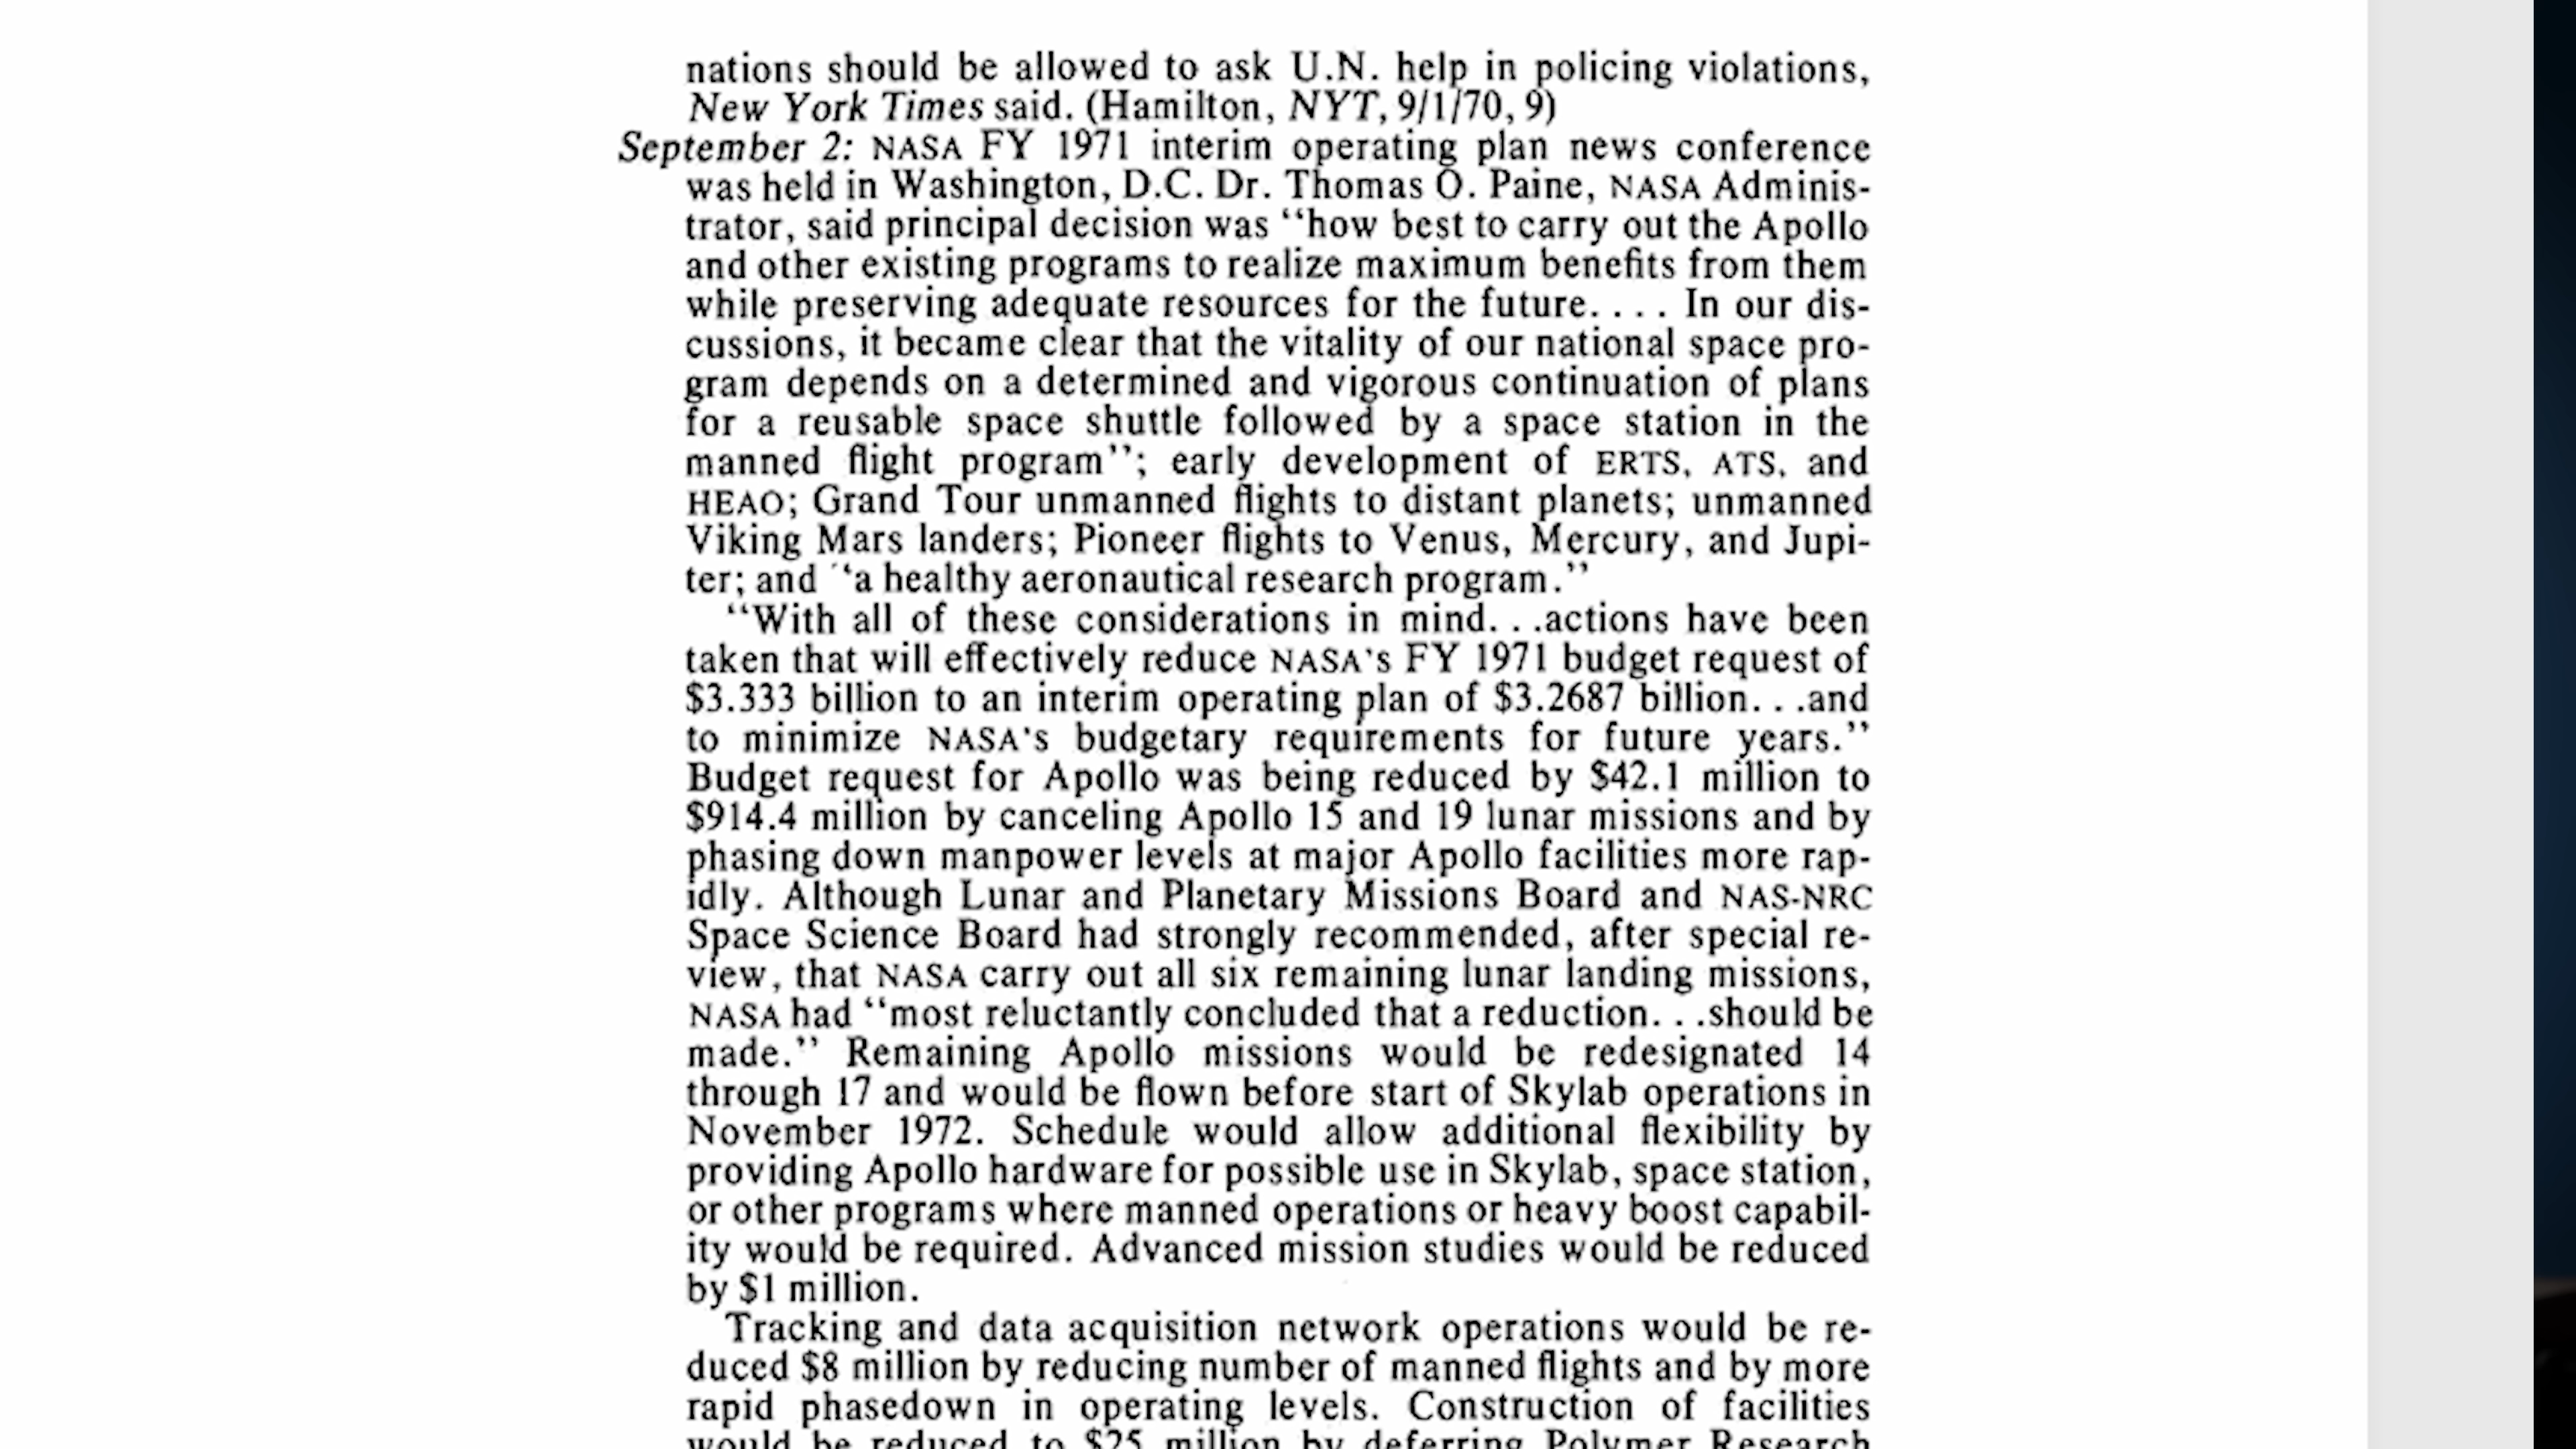 nations should be allowed to ask U.N. help in policing violations,
New York Times said. (Hamilton, NYT, 9/1/70, 9)
September 2: NASA FY 1971 interim operating plan news conference
was held in Washington, D.C. Dr. Thomas O. Paine, NASA Adminis-
trator, said principal decision was “how best to carry out the Apollo
and other existing programs to realize maximum benefits from them
while preserving adequate resources for the future. . . . In our dis-
cussions, it became clear that the vitality of our national space pro-
gram depends on a determined and vigorous continuation of plans
for a reusable space shuttle followed by a space station in the
manned flight program”; early development of ERTS, ATS, and
HEAO; Grand Tour unmanned flights to distant planets; unmanned
Viking Mars landers; Pioneer flights to Venus, Mercury, and Jupi-
ter; and “a healthy aeronautical research program.”
“With all of these considerations in mind. . .actions have been
taken that will effectively reduce NASA's FY 1971 budget request of
$3.333 billion to an interim operating plan of $3.2687 billion. . .and
to minimize NASA's budgetary requirements for future years.”
Budget request for Apollo was being reduced by $42.1 million to
$914.4 million by canceling Apollo 15 and 19 lunar missions and by
phasing down manpower levels at major Apollo facilities more rap-
idly. Although Lunar and Planetary Missions Board and NAS-NRC
Space Science Board had strongly recommended, after special re-
view, that NASA carry out all six remaining lunar landing missions,
NASA had “most reluctantly concluded that a reduction. . .should be
made.” Remaining Apollo missions would be redesignated 14
through 17 and would be flown before start of Skylab operations in
November 1972. Schedule would allow additional flexibility by
providing Apollo hardware for possible use in Skylab, space station,
or other programs where manned operations or heavy boost capabil-
ity would be required. Advanced mission studies would be reduced
by $1 million.
Tracking and data acquisition network operations would be re-
duced $8 million by reducing number of manned flights and by more
rapid phasedown in operating levels. Construction of facilities
would be reduced to $25 million by deferring Polymer Research